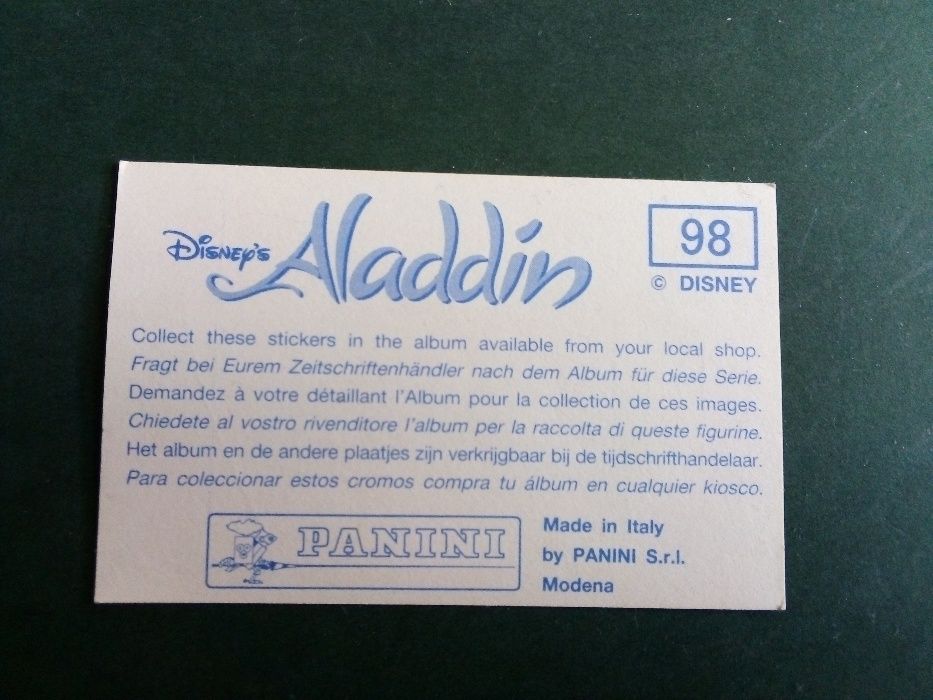 Disney's Aladdin
98
© DISNEY
Collect these stickers in the album available from your local shop.
Fragt bei Eurem Zeitschriftenhändler nach dem Album für diese Serie.
Demandez à votre détaillant l'Album pour la collection de ces images.
Chiedete al vostro rivenditore l'album per la raccolta di queste figurine.
Het album en de andere plaatjes zijn verkrijgbaar bij de tijdschrifthandelaar.
Para coleccionar estos cromos compra tu álbum en cualquier kiosco.
PANINI
Made in Italy
by PANINI S.r.l.
Modena